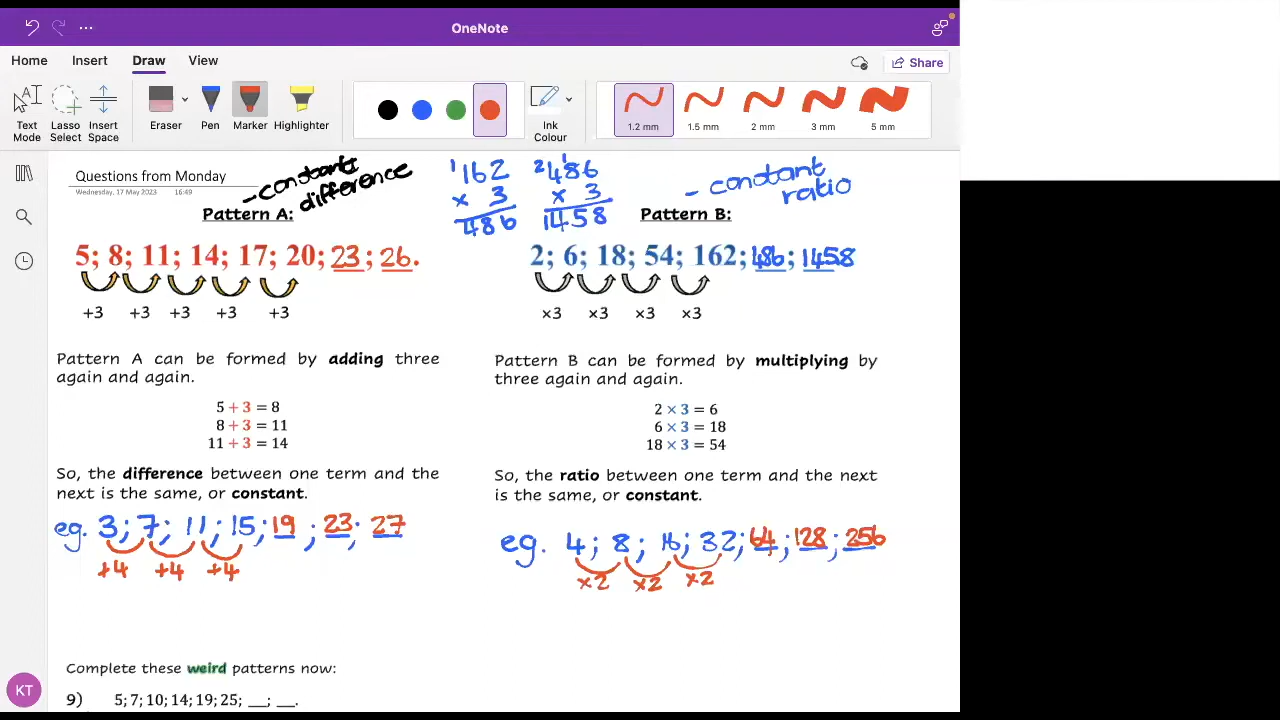 OneNote
Home Insert Draw View
Share
Text Mode
Lasso Select
Insert Space
Eraser
Pen
Marker
Highlighter
Ink Colour
1.2 mm
1.5 mm
2 mm
3 mm
5 mm
Questions from Monday
Wednesday, 17 May 2023 16:49
- constant
difference
Pattern A:
5; 8; 11; 14; 17; 20; 23; 26.
+3 +3 +3 +3 +3
Pattern A can be formed by adding three
again and again.
5 + 3 = 8
8 + 3 = 11
11 + 3 = 14
So, the difference between one term and the
next is the same, or constant.
eg. 3; 7; 11; 15; 19; 23; 27
+4 +4 +4
1162
× 3
486
21486
× 3
1458
- constant
ratio
Pattern B:
2; 6; 18; 54; 162; 486; 1458
×3 ×3 ×3 ×3
Pattern B can be formed by multiplying by
three again and again.
2 × 3 = 6
6 × 3 = 18
18 × 3 = 54
So, the ratio between one term and the next
is the same, or constant.
eg. 4; 8; 16; 32; 64; 128; 256
×2 ×2 ×2
Complete these weird patterns now:
9) 5; 7; 10; 14; 19; 25; __; __.
KT